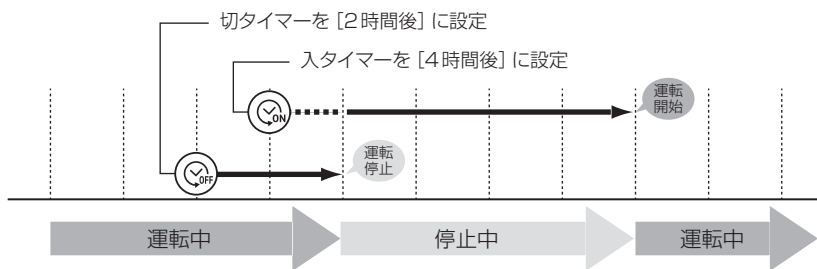 切タイマーを［2時間後］に設定
入タイマーを［4時間後］に設定
ON
運転
開始
OFF
運転
停止
運転中
停止中
運転中